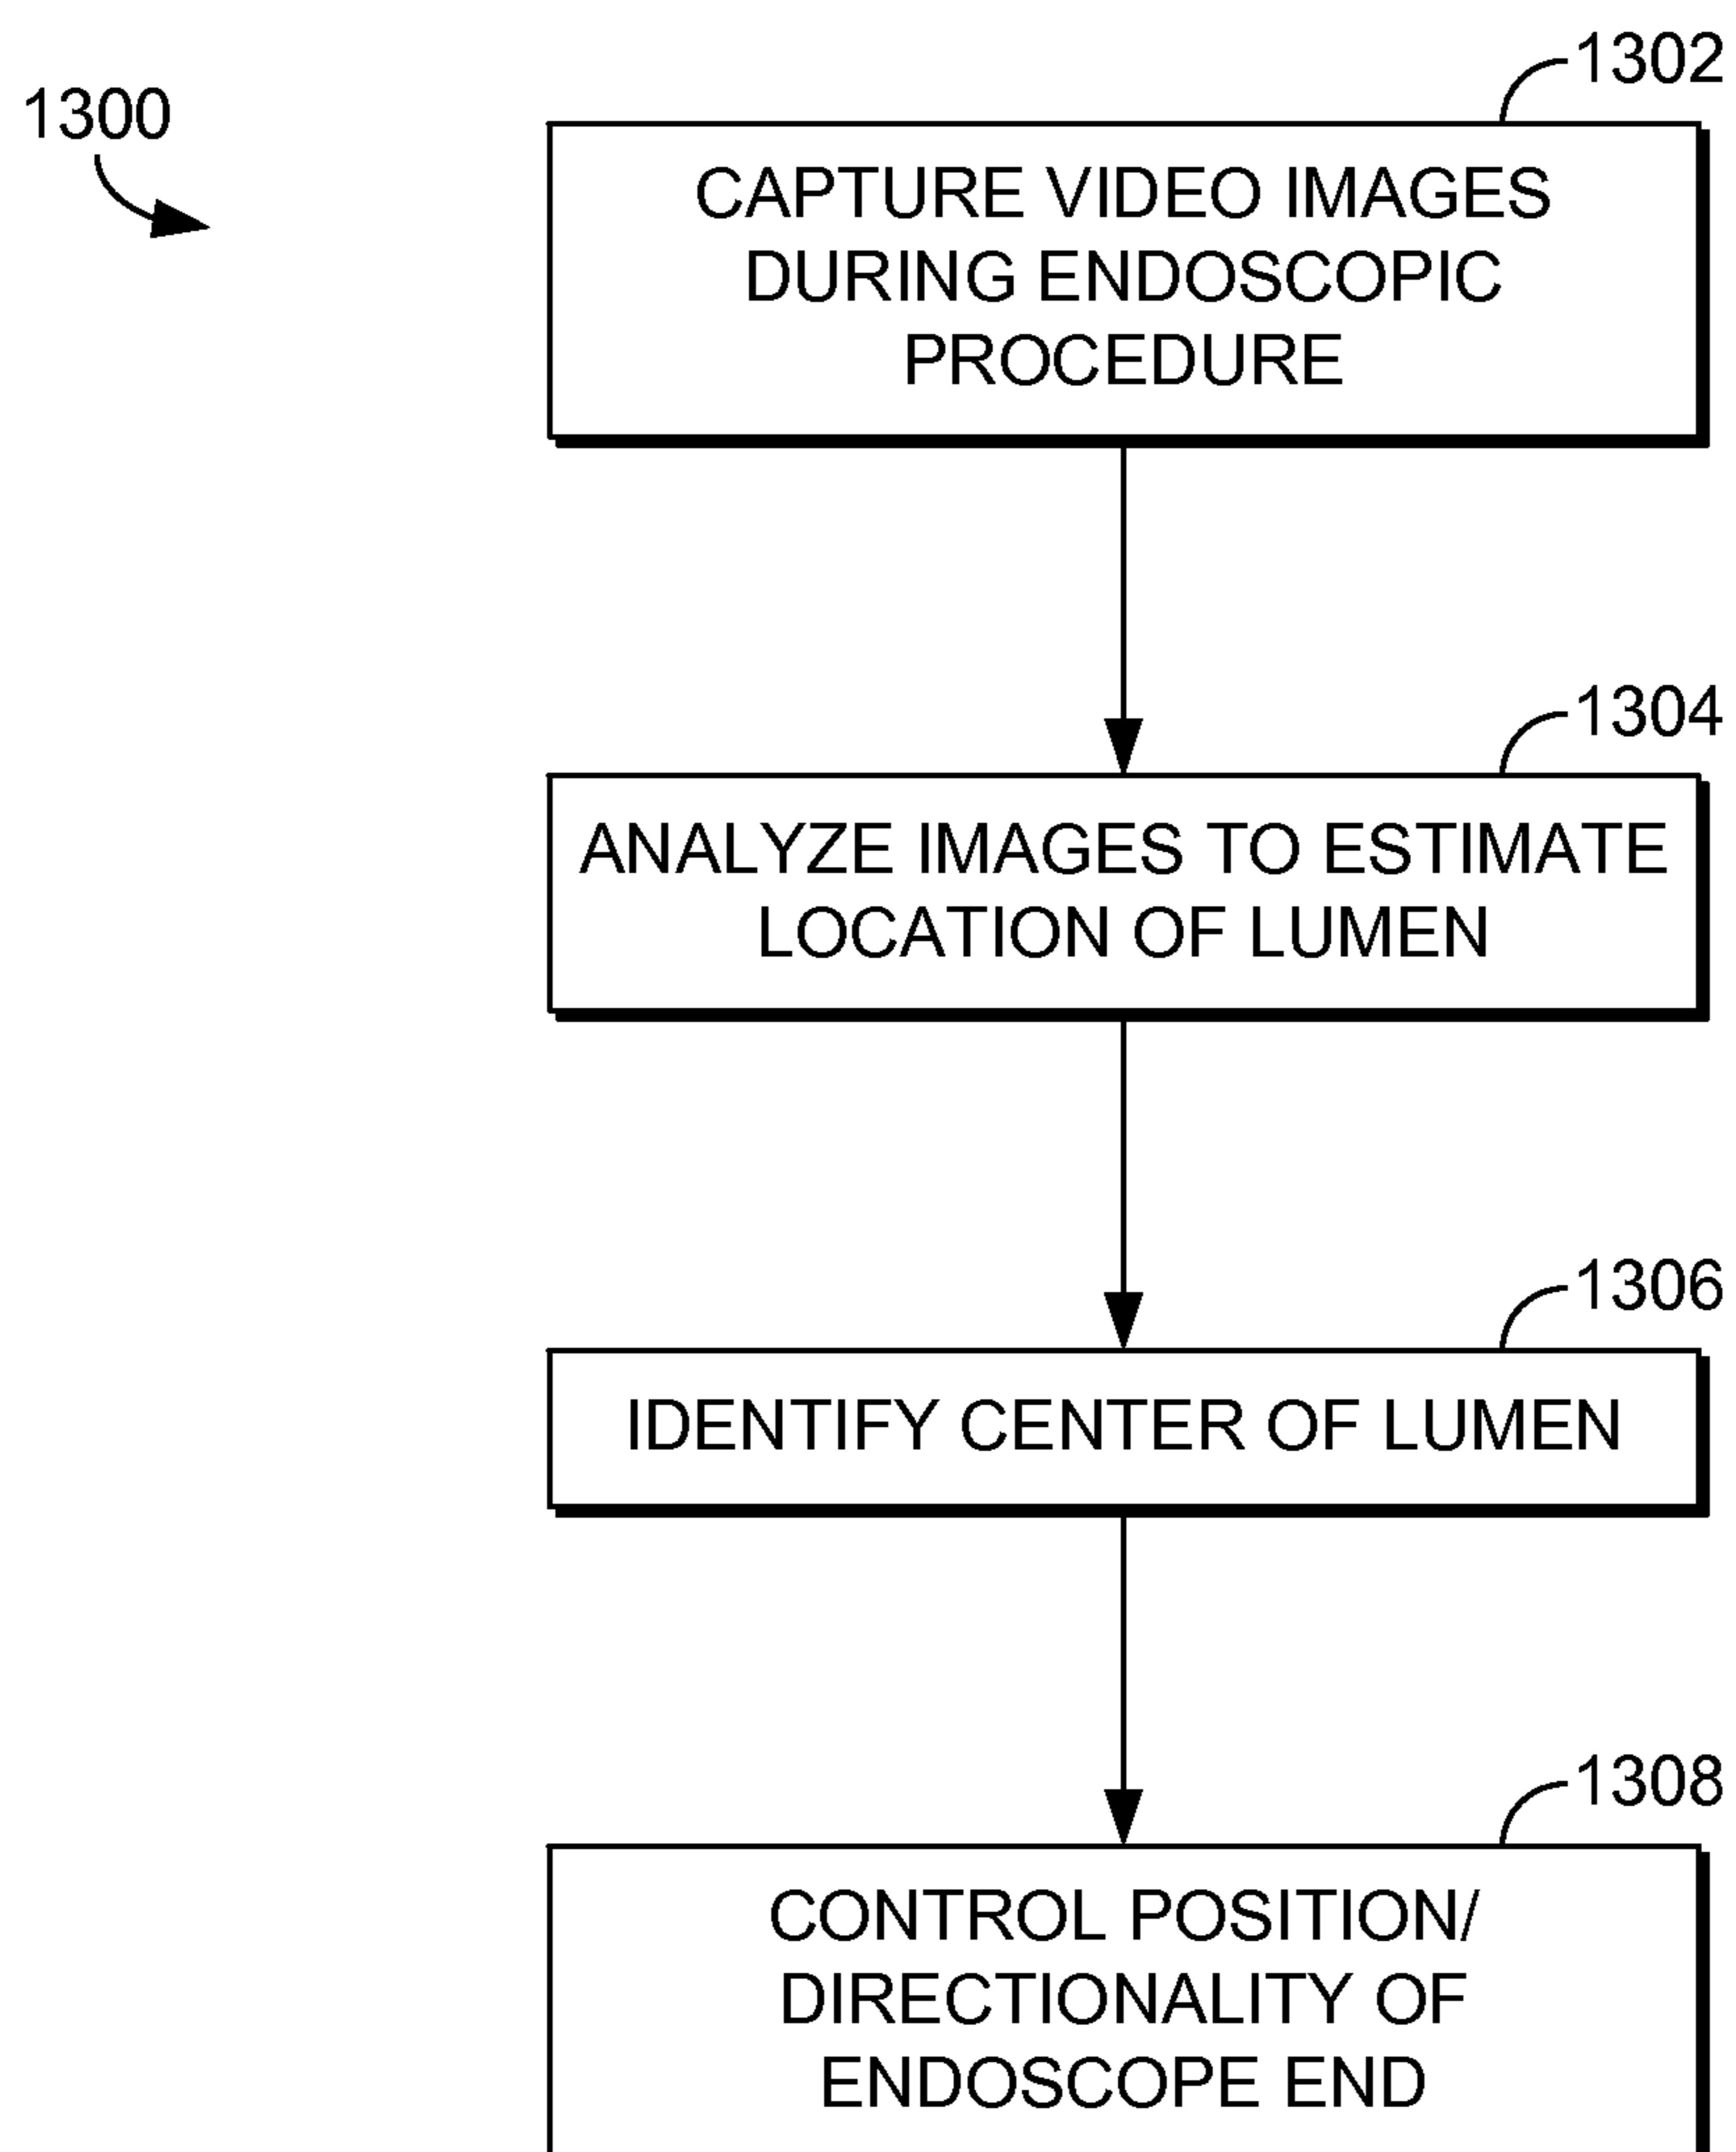 1302
1300
CAPTURE VIDEO IMAGES
DURING ENDOSCOPIC
PROCEDURE
1304
ANALYZE IMAGES TO ESTIMATE
LOCATION OF LUMEN
1306
IDENTIFY CENTER OF LUMEN
1308
CONTROL POSITION/
DIRECTIONALITY OF
ENDOSCOPE END